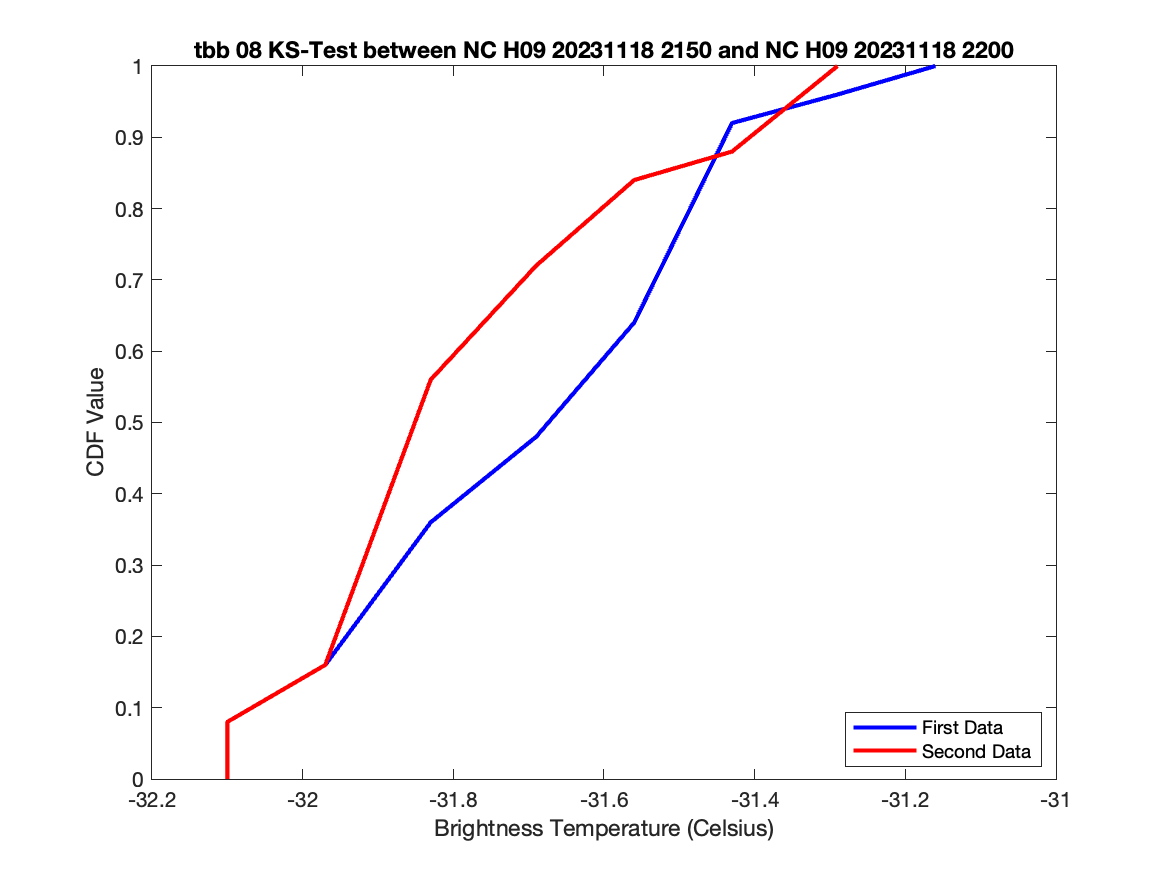 tbb 08 KS-Test between NC H09 20231118 2150 and NC H09 20231118 2200
1
0.9
0.8
0.7
0.6
0.5
0.4
0.3
0.2
0.1
0
CDF Value
First Data
Second Data
-32.2 -32 -31.8 -31.6 -31.4 -31.2 -31
Brightness Temperature (Celsius)